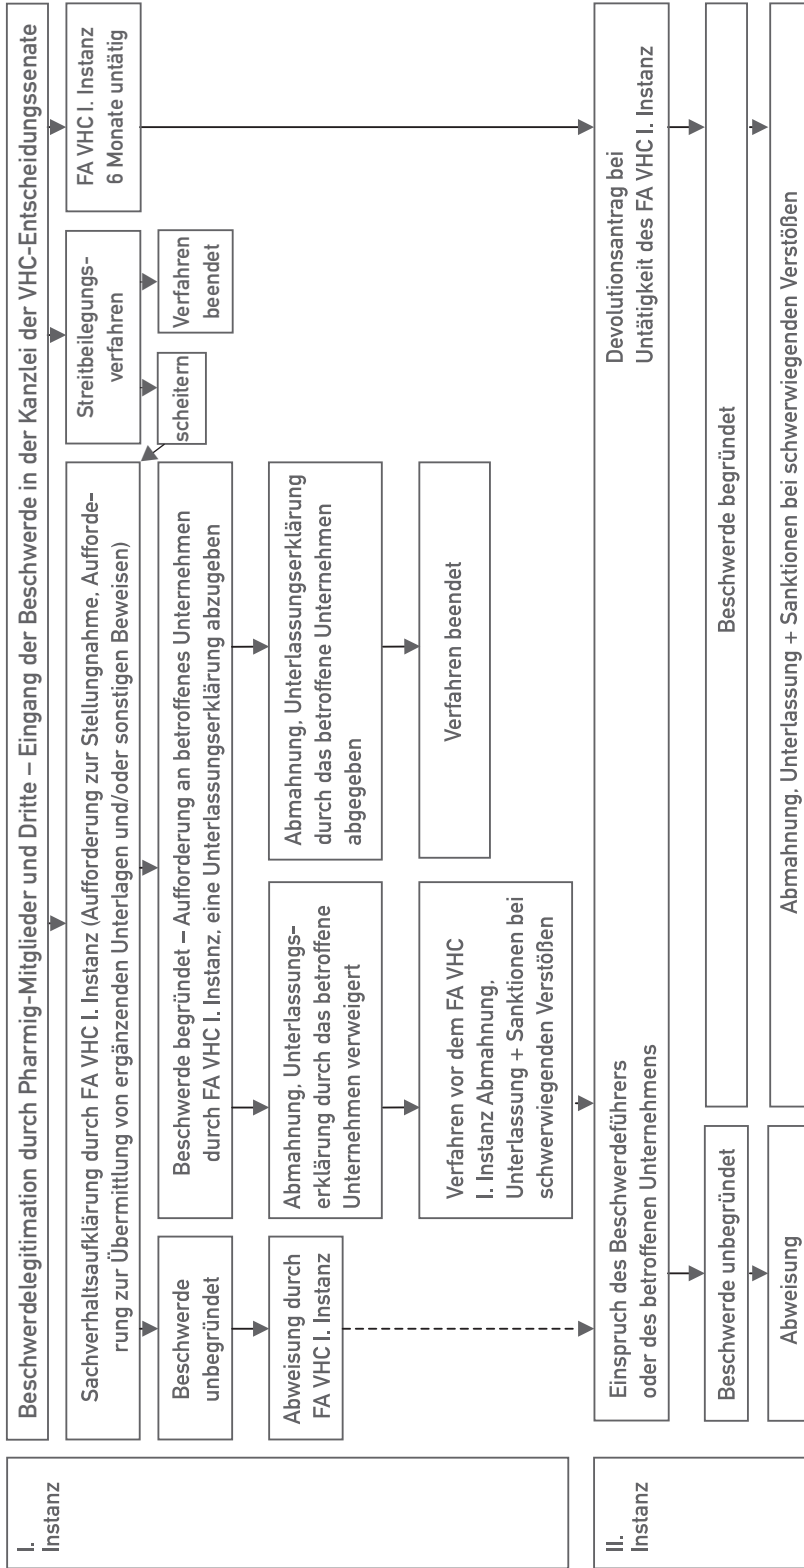 I.
Instanz
Beschwerdelegitimation durch Pharmig-Mitglieder und Dritte – Eingang der Beschwerde in der Kanzlei der VHC-Entscheidungssenate
Sachverhaltsaufklärung durch FA VHC I. Instanz (Aufforderung zur Stellungnahme, Aufforde-
rung zur Übermittlung von ergänzenden Unterlagen und/oder sonstigen Beweisen)
Streitbeilegungs-
verfahren
FA VHC I. Instanz
6 Monate untätig
Beschwerde
unbegründet
Beschwerde begründet – Aufforderung an betroffenes Unternehmen
durch FA VHC I. Instanz, eine Unterlassungserklärung abzugeben
scheitern
Verfahren
beendet
Abweisung durch
FA VHC I. Instanz
Abmahnung, Unterlassungs-
erklärung durch das betroffene
Unternehmen verweigert
Abmahnung, Unterlassungserklärung
durch das betroffene Unternehmen
abgegeben
Verfahren vor dem FA VHC
I. Instanz Abmahnung,
Unterlassung + Sanktionen bei
schwerwiegenden Verstößen
Verfahren beendet
II.
Instanz
Einspruch des Beschwerdeführers
oder des betroffenen Unternehmens
Devolutionsantrag bei
Untätigkeit des FA VHC I. Instanz
Beschwerde unbegründet
Beschwerde begründet
Abweisung
Abmahnung, Unterlassung + Sanktionen bei schwerwiegenden Verstößen